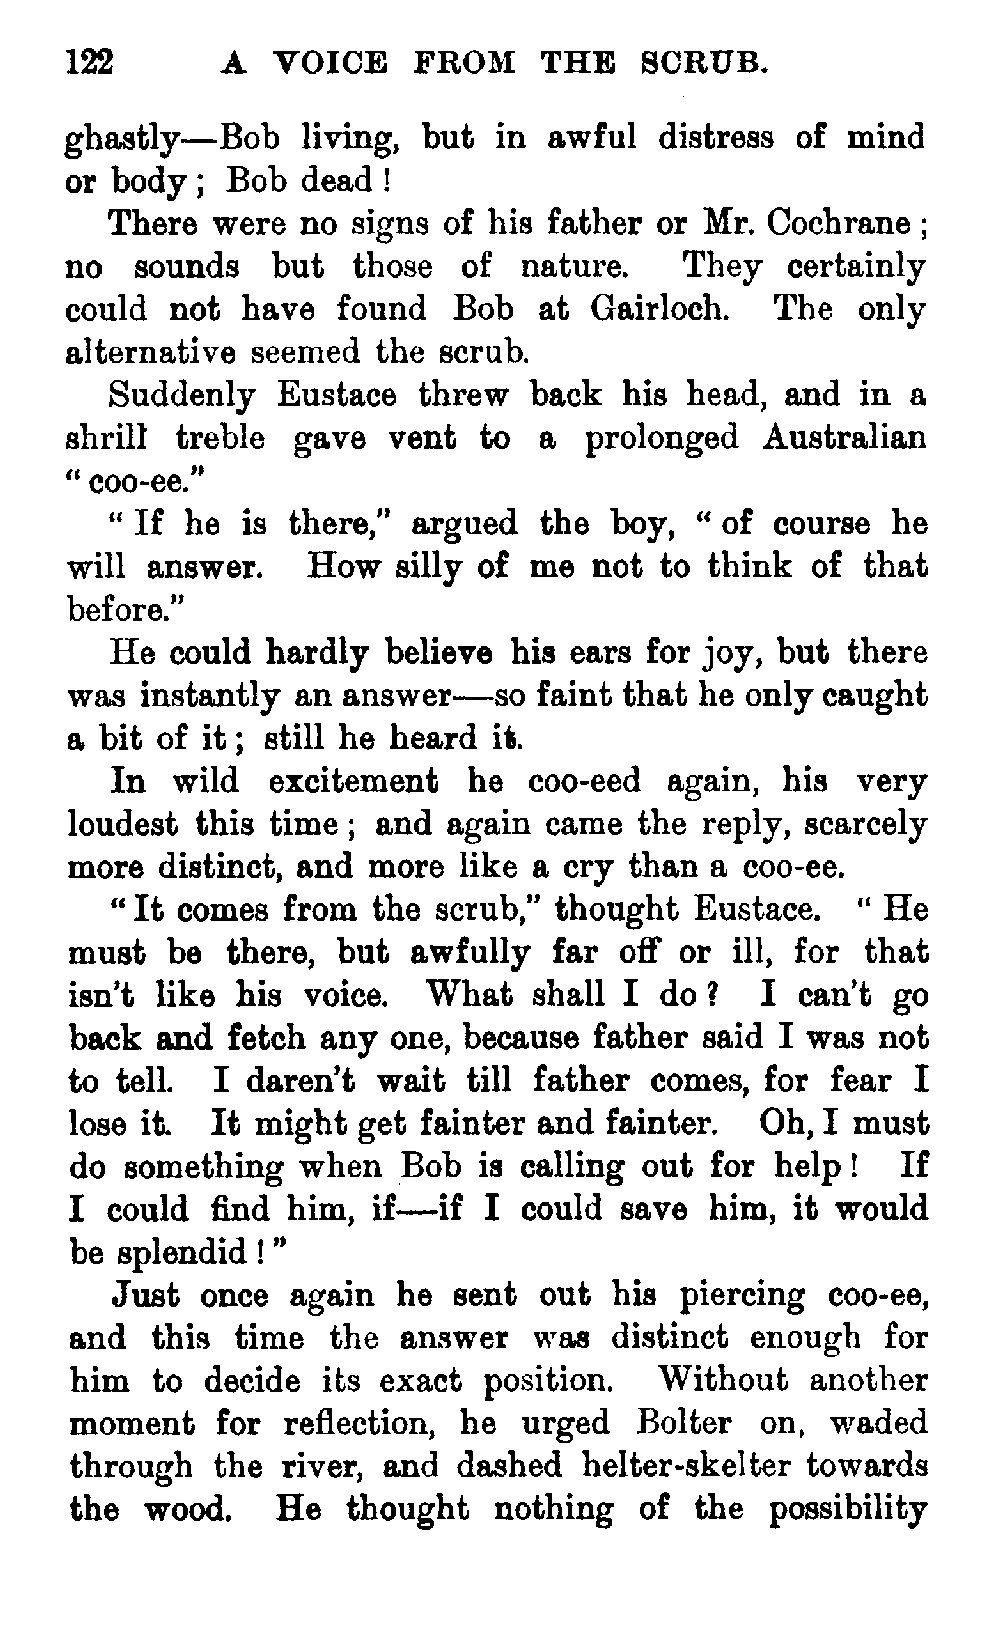 122 A VOICE FROM THE SCRUB.
ghastly—Bob living, but in awful distress of mind
or body; Bob dead!
There were no signs of his father or Mr. Cochrane;
no sounds but those of nature. They certainly
could not have found Bob at Gairloch. The only
alternative seemed the scrub.
Suddenly Eustace threw back his head, and in a
shrill treble gave vent to a prolonged Australian
"coo-ee."
"If he is there," argued the boy, "of course he
will answer. How silly of me not to think of that
before."
He could hardly believe his ears for joy, but there
was instantly an answer—so faint that he only caught
a bit of it; still he heard it.
In wild excitement he coo-eed again, his very
loudest this time; and again came the reply, scarcely
more distinct, and more like a cry than a coo-ee.
"It comes from the scrub," thought Eustace. "He
must be there, but awfully far off or ill, for that
isn't like his voice. What shall I do? I can't go
back and fetch any one, because father said I was not
to tell. I daren't wait till father comes, for fear I
lose it. It might get fainter and fainter. Oh, I must
do something when Bob is calling out for help! If
I could find him, if—if I could save him, it would
be splendid!"
Just once again he sent out his piercing coo-ee,
and this time the answer was distinct enough for
him to decide its exact position. Without another
moment for reflection, he urged Bolter on, waded
through the river, and dashed helter-skelter towards
the wood. He thought nothing of the possibility